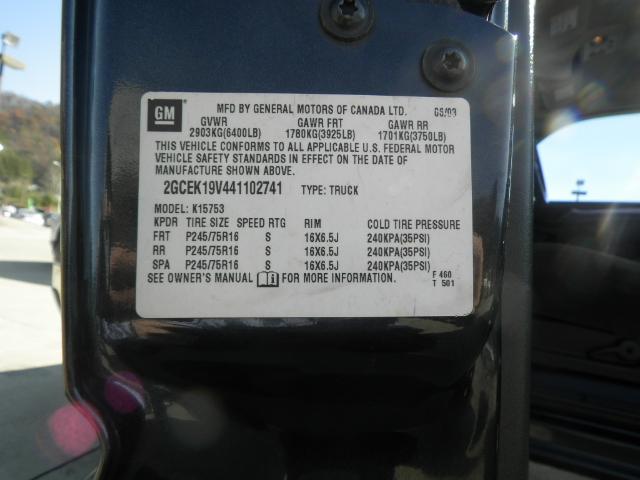 GM MFD BY GENERAL MOTORS OF CANADA LTD.
GVWR GAWR FRT GAWR RR
2903KG(6400LB) 1780KG(3925LB) 1701KG(3750LB)
THIS VEHICLE CONFORMS TO ALL APPLICABLE U.S. FEDERAL MOTOR
VEHICLE SAFETY STANDARDS IN EFFECT ON THE DATE OF
MANUFACTURE SHOWN ABOVE.
2GCEK19V441102741 TYPE: TRUCK
MODEL: K15753
KPDR TIRE SIZE SPEED RTG RIM COLD TIRE PRESSURE
FRT P245/75R16 S 16X6.5J 240KPA(35PSI)
RR P245/75R16 S 16X6.5J 240KPA(35PSI)
SPA P245/75R16 S 16X6.5J 240KPA(35PSI)
SEE OWNER'S MANUAL FOR MORE INFORMATION.
F 460
T 501